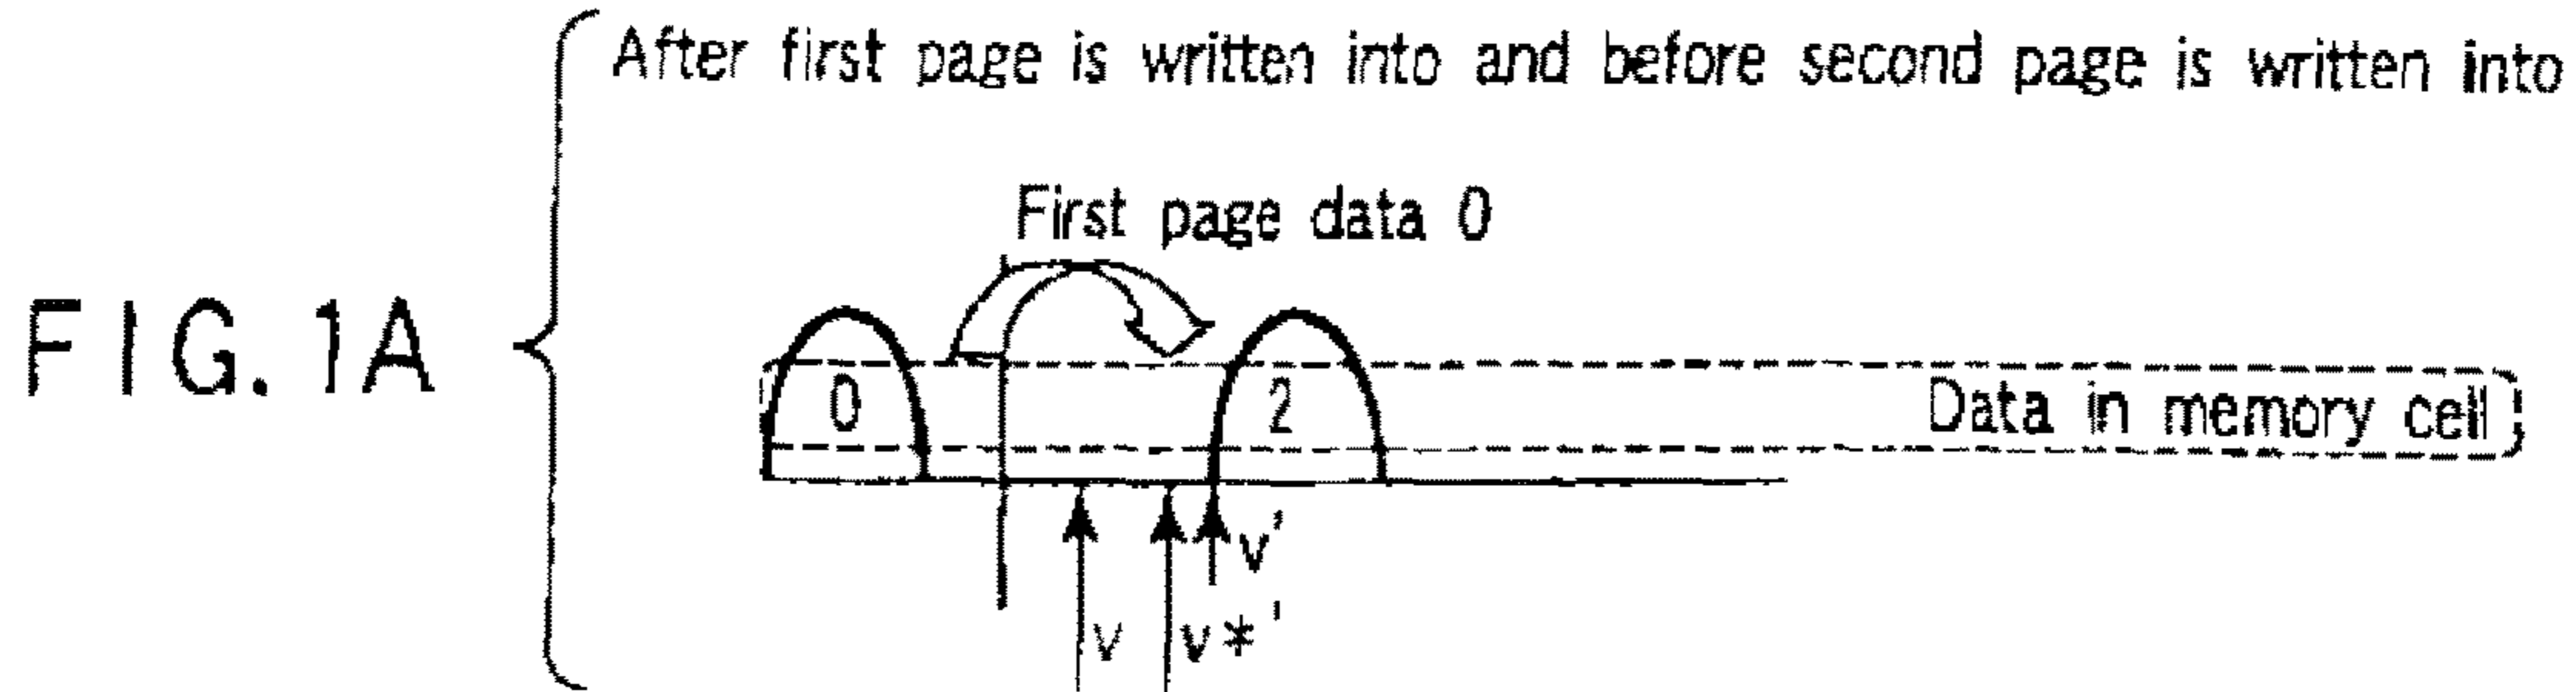 After first page is written into and before second page is written into
First page data 0
FIG.1A
0
2
Data in memory cell
v'
v
v*'